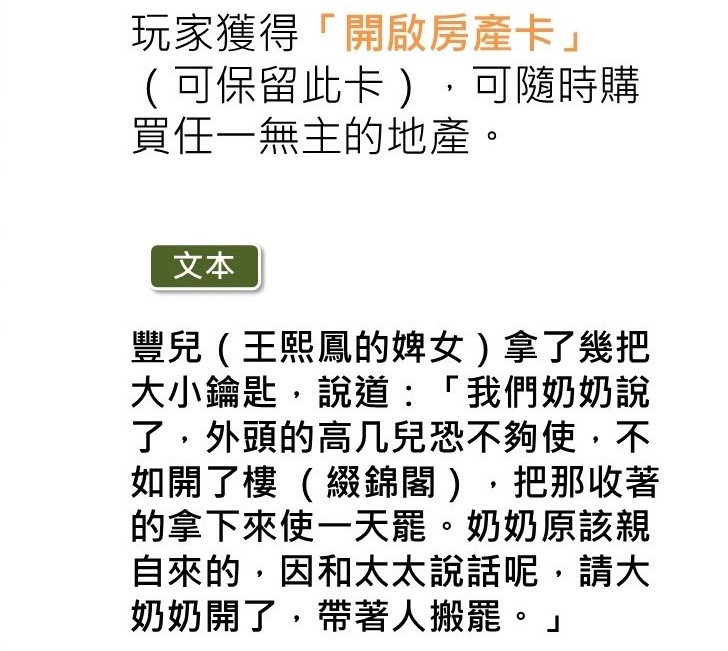 玩家獲得「開啟房產卡」
（可保留此卡），可隨時購
買任一無主的地產。
文本
豐兒（王熙鳳的婢女）拿了幾把
大小鑰匙，說道：「我們奶奶說
了，外頭的高几兒恐不夠使，不
如開了樓（綴錦閣），把那收著
的拿下來使一天罷。奶奶原該親
自來的，因和太太說話呢，請大
奶奶開了，帶著人搬罷。」